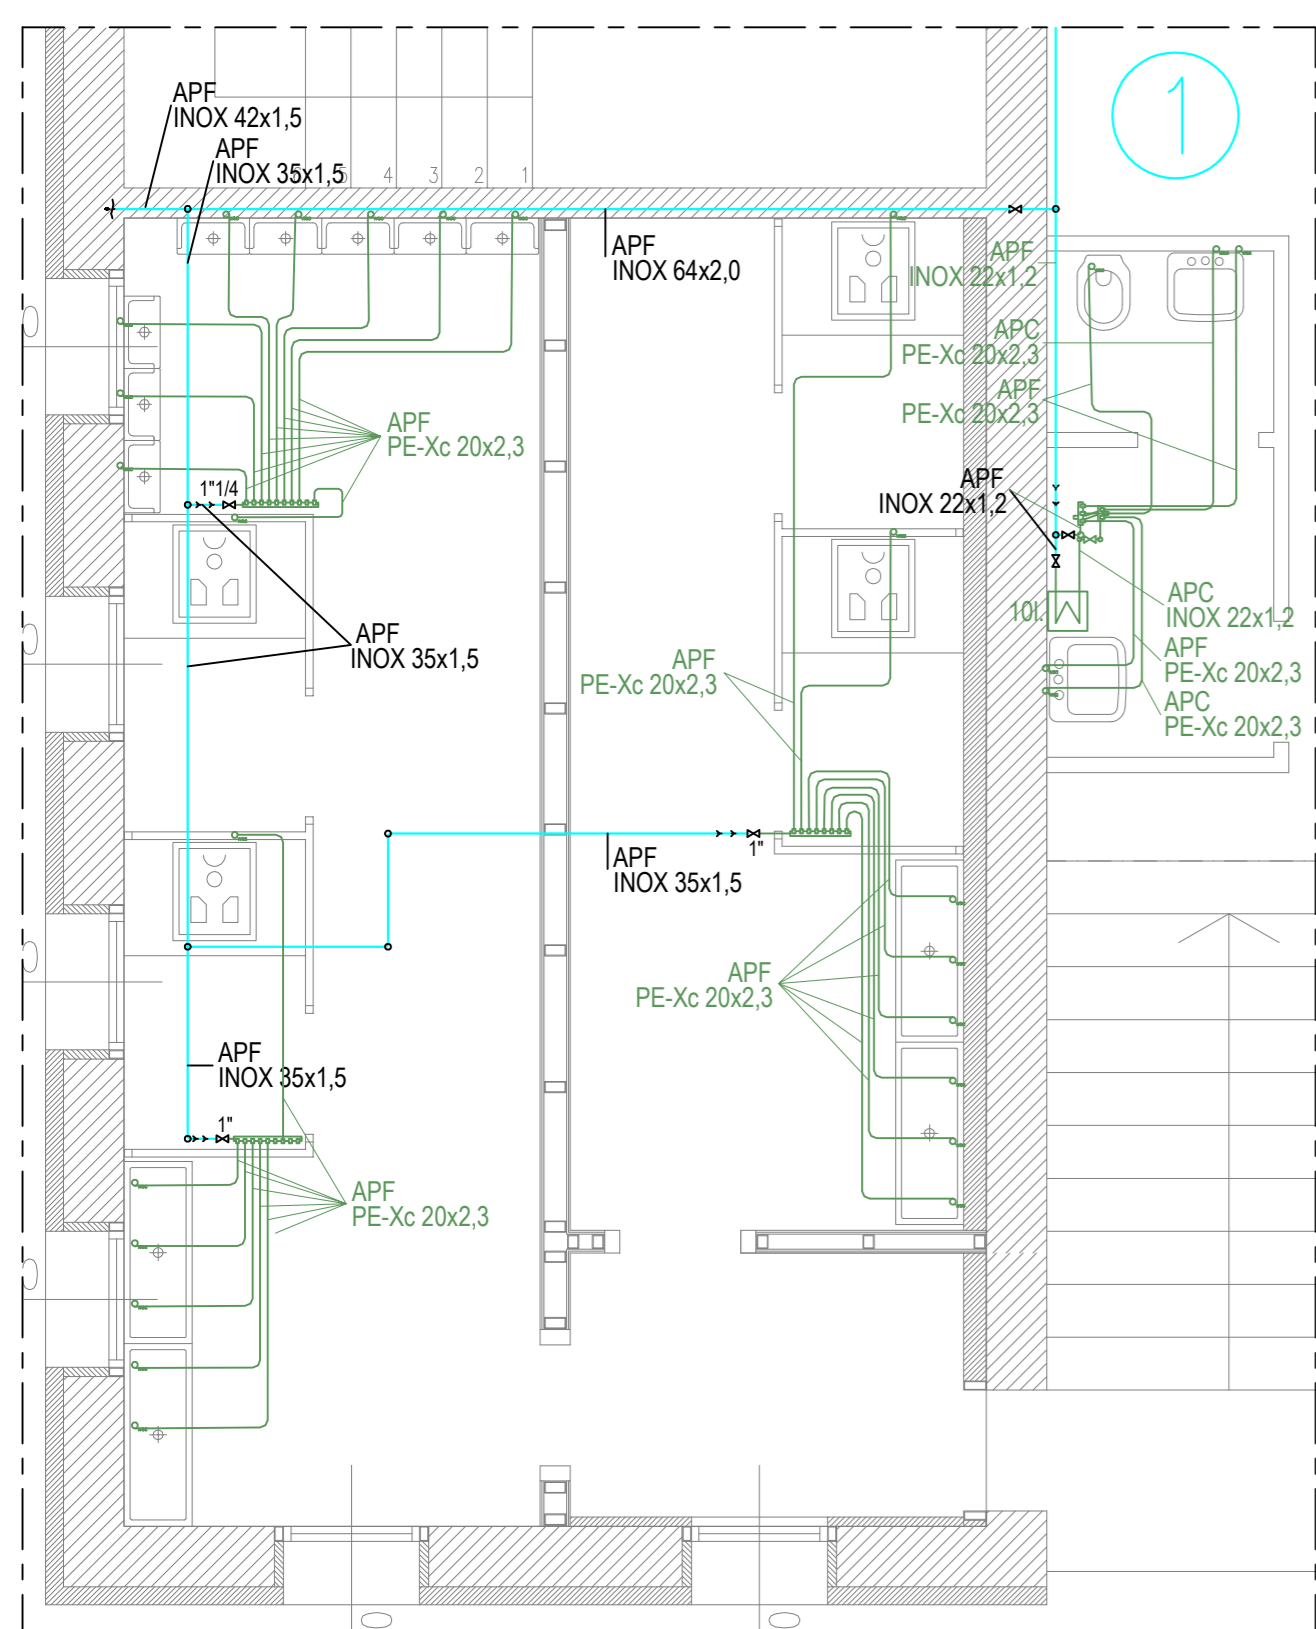 APF
INOX 42x1,5
APF
INOX 35x1,5
6
5
4
3
2
1
1
APF
INOX 64x2,0
APF
INOX 22x1,2
APC
PE-Xc 20x2,3
APF
PE-Xc 20x2,3
APF
PE-Xc 20x2,3
1"1/4
APF
INOX 22x1,2
10l.
APC
INOX 22x1,2
APF
PE-Xc 20x2,3
APC
PE-Xc 20x2,3
APF
INOX 35x1,5
APF
PE-Xc 20x2,3
1"
APF
INOX 35x1,5
APF
PE-Xc 20x2,3
APF
INOX 35x1,5
1"
APF
PE-Xc 20x2,3